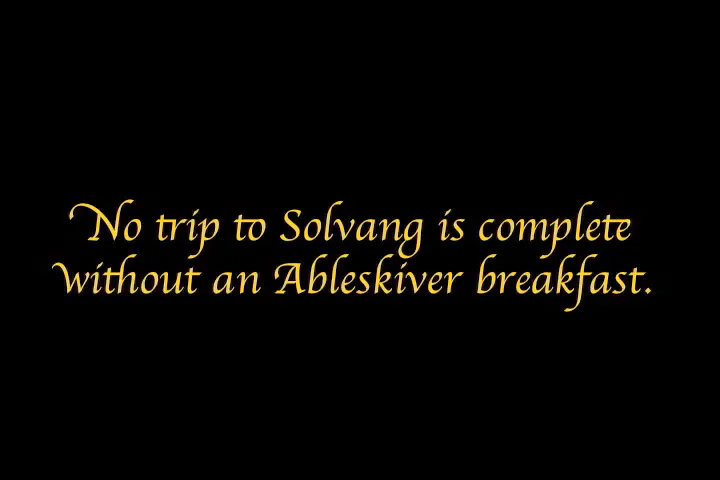 No trip to Solvang is complete
without an Ableskiver breakfast.